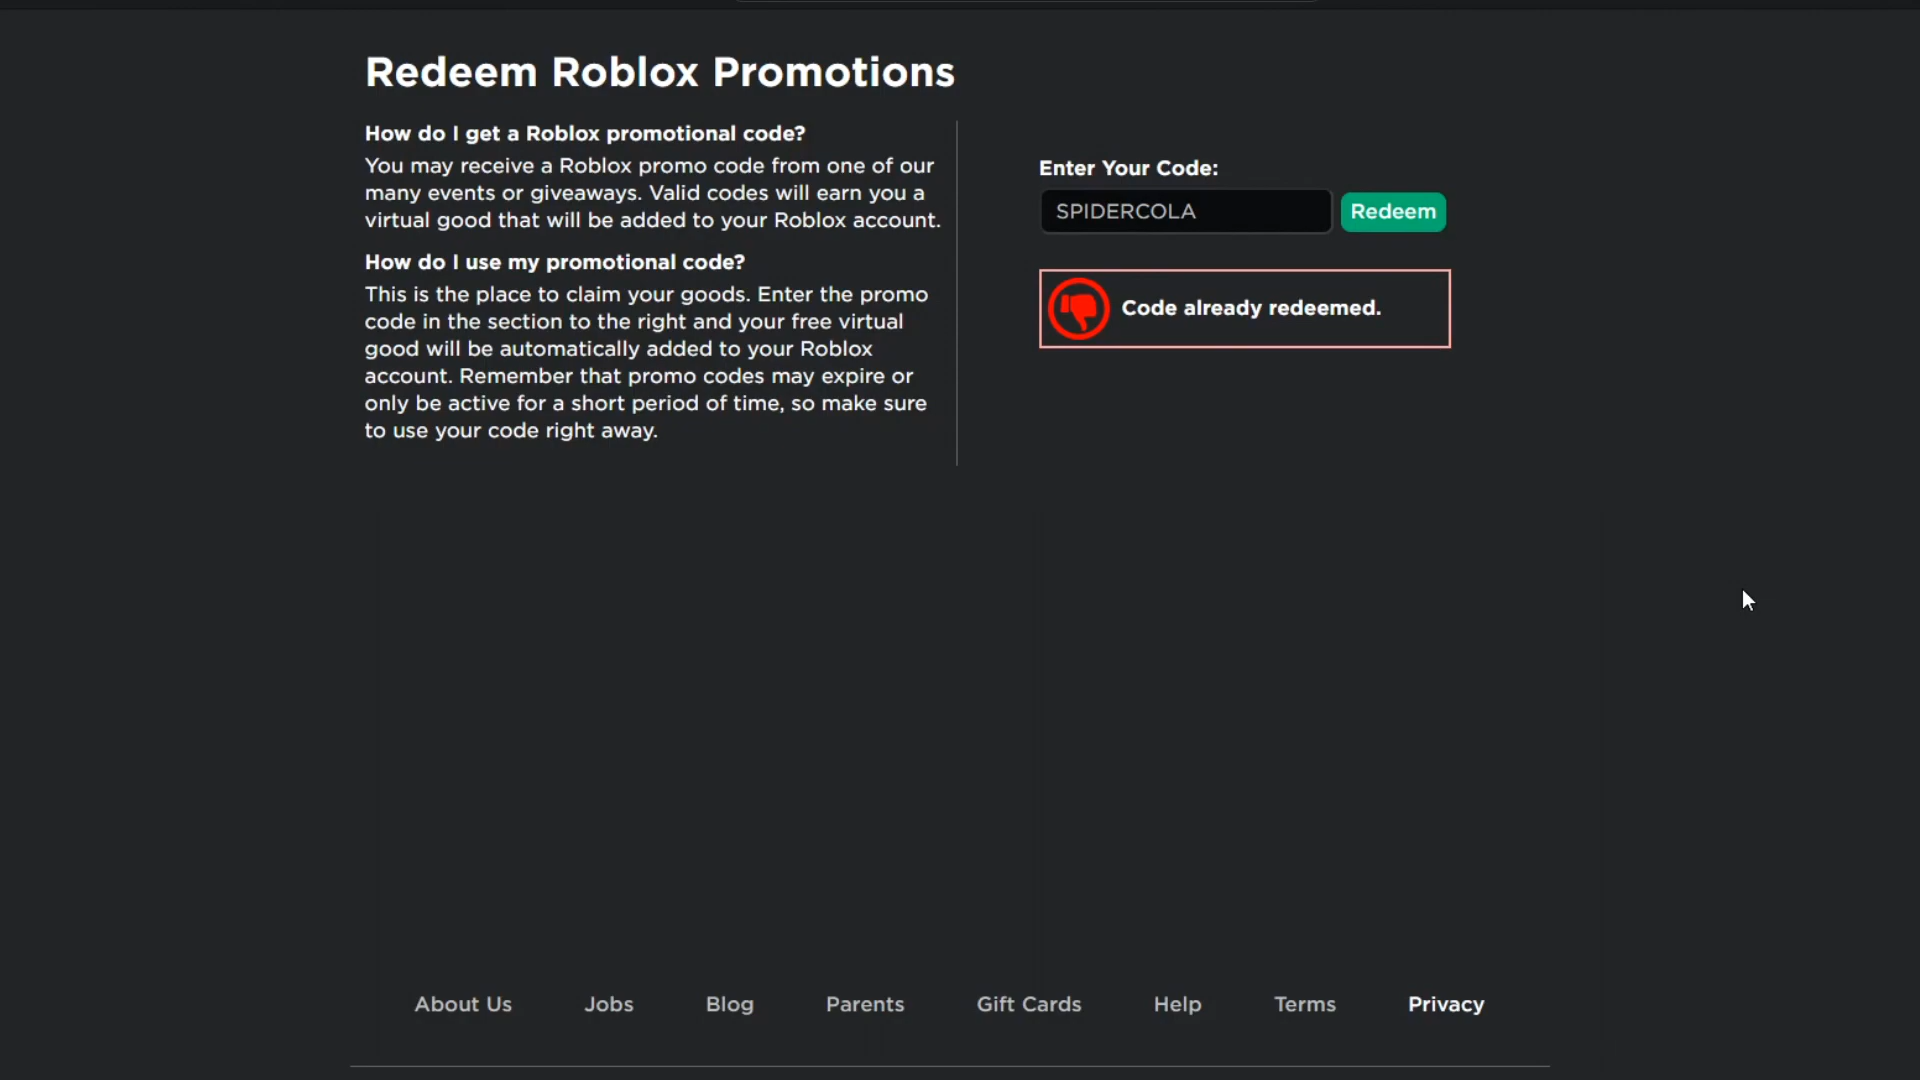 Redeem Roblox Promotions
How do I get a Roblox promotional code?
You may receive a Roblox promo code from one of our
many events or giveaways. Valid codes will earn you a
virtual good that will be added to your Roblox account.
How do I use my promotional code?
This is the place to claim your goods. Enter the promo
code in the section to the right and your free virtual
good will be automatically added to your Roblox
account. Remember that promo codes may expire or
only be active for a short period of time, so make sure
to use your code right away.
Enter Your Code:
SPIDERCOLA Redeem
Code already redeemed.
About Us Jobs Blog Parents Gift Cards Help Terms Privacy